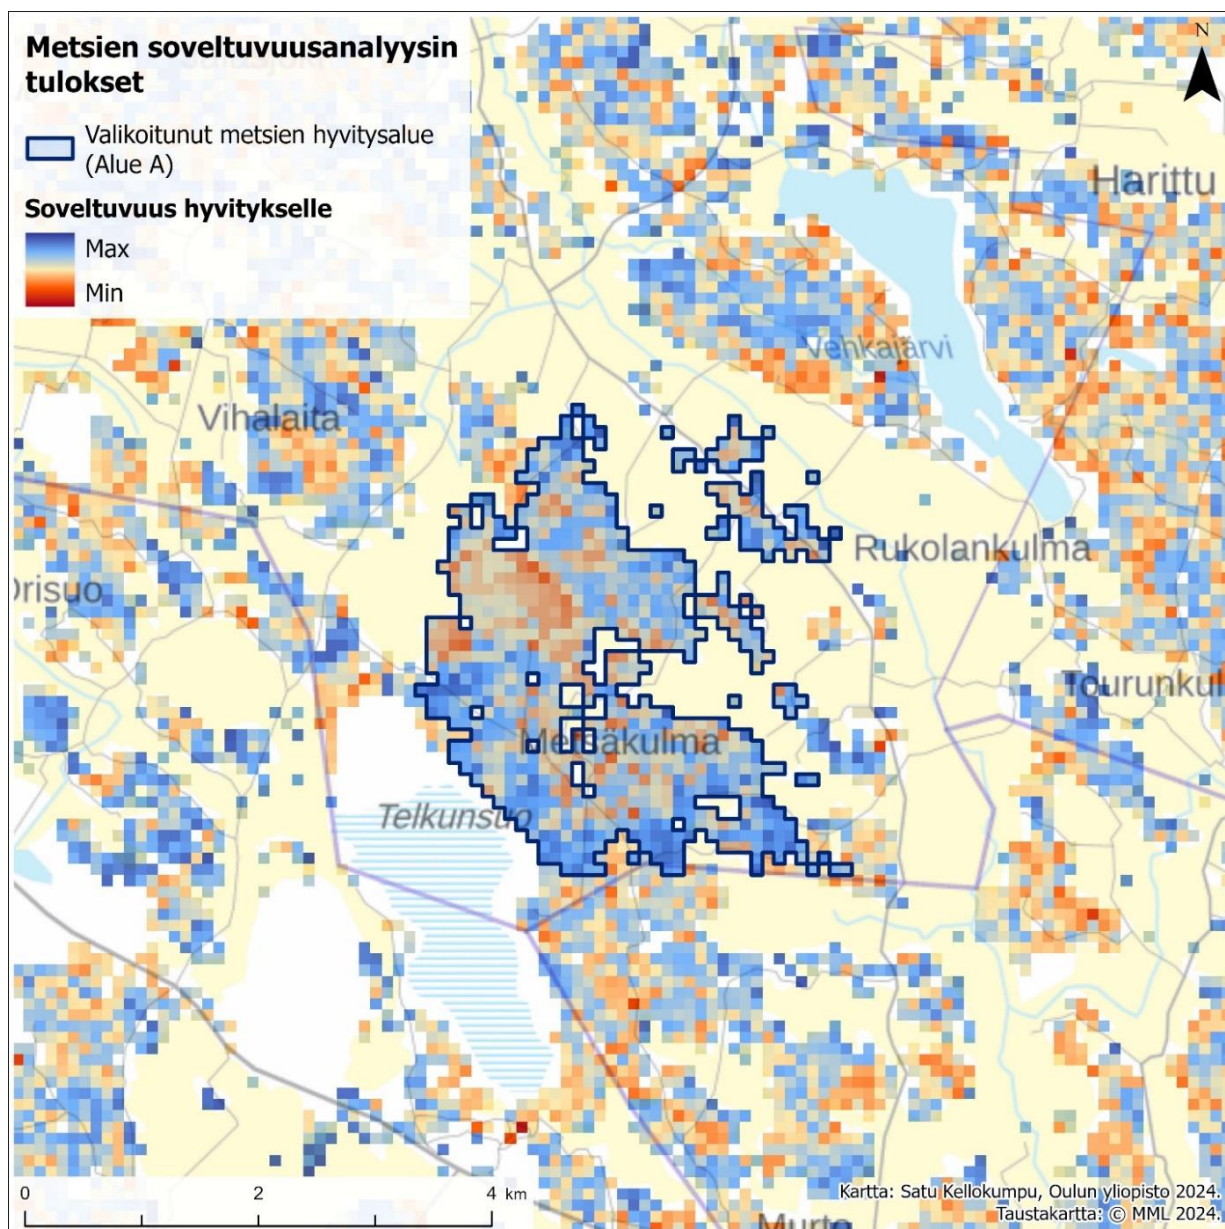 Metsien soveltuvuusanalyysin
tulokset
Valikoitunut metsien hyvitysalue
(Alue A)
Soveltuvuus hyvitykselle
Max
Min
N
Harittu
Vehkajärvi
Vihalaita
Rukolankulma
Orisuo
Tourunkul
Metsäkulma
Telkunsuo
0 2 4 km
Kartta: Satu Kellokumpu, Oulun yliopisto 2024.
Taustakartta: © MML 2024.
Murto